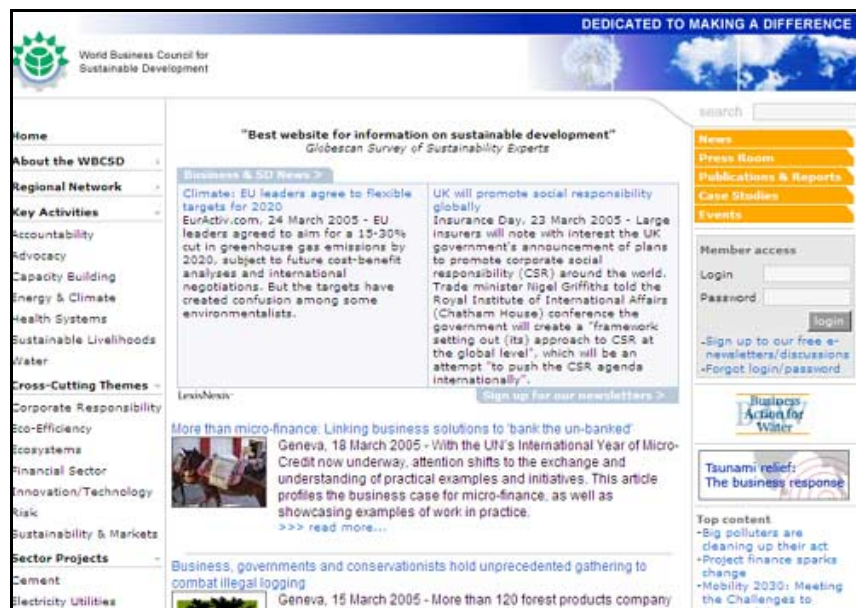 DEDICATED TO MAKING A DIFFERENCE
World Business Council for
Sustainable Development
search
Home
About the WBCSD
Regional Network
Key Activities
Accountability
Advocacy
Capacity Building
Energy & Climate
Health Systems
Sustainable Livelihoods
Water
Cross-Cutting Themes
Corporate Responsibility
Eco-Efficiency
Ecosystems
Financial Sector
Innovation/Technology
Risk
Sustainability & Markets
Sector Projects
Cement
Electricity Utilities
"Best website for information on sustainable development"
Globescan Survey of Sustainability Experts
Business & SD News >
Climate: EU leaders agree to flexible
targets for 2020
EurActiv.com, 24 March 2005 - EU
leaders agreed to aim for a 15-30%
cut in greenhouse gas emissions by
2020, subject to future cost-benefit
analyses and international
negotiations. But the targets have
created confusion among some
environmentalists.
UK will promote social responsibility
globally
Insurance Day, 23 March 2005 - Large
insurers will note with interest the UK
government's announcement of plans
to promote corporate social
responsibility (CSR) around the world.
Trade minister Nigel Griffiths told the
Royal Institute of International Affairs
(Chatham House) conference the
government will create a "framework
setting out (its) approach to CSR at
the global level", which will be an
attempt "to push the CSR agenda
internationally".
LexisNexis
Sign up for our newsletters >
More than micro-finance: Linking business solutions to 'bank the un-banked'
Geneva, 18 March 2005 - With the UN's International Year of Micro-
Credit now underway, attention shifts to the exchange and
understanding of practical examples and initiatives. This article
profiles the business case for micro-finance, as well as
showcasing examples of work in practice.
>>> read more...
Business, governments and conservationists hold unprecedented gathering to
combat illegal logging
Geneva, 15 March 2005 - More than 120 forest products company
News
Press Room
Publications & Reports
Case Studies
Events
Member access
Login
Password
login
-Sign up to our free e-
newsletters/discussions
-Forgot login/password
Business
Action for
Water
Tsunami relief:
The business response
Top content
-Big polluters are
cleaning up their act
-Project finance sparks
change
-Mobility 2030: Meeting
the Challenges to